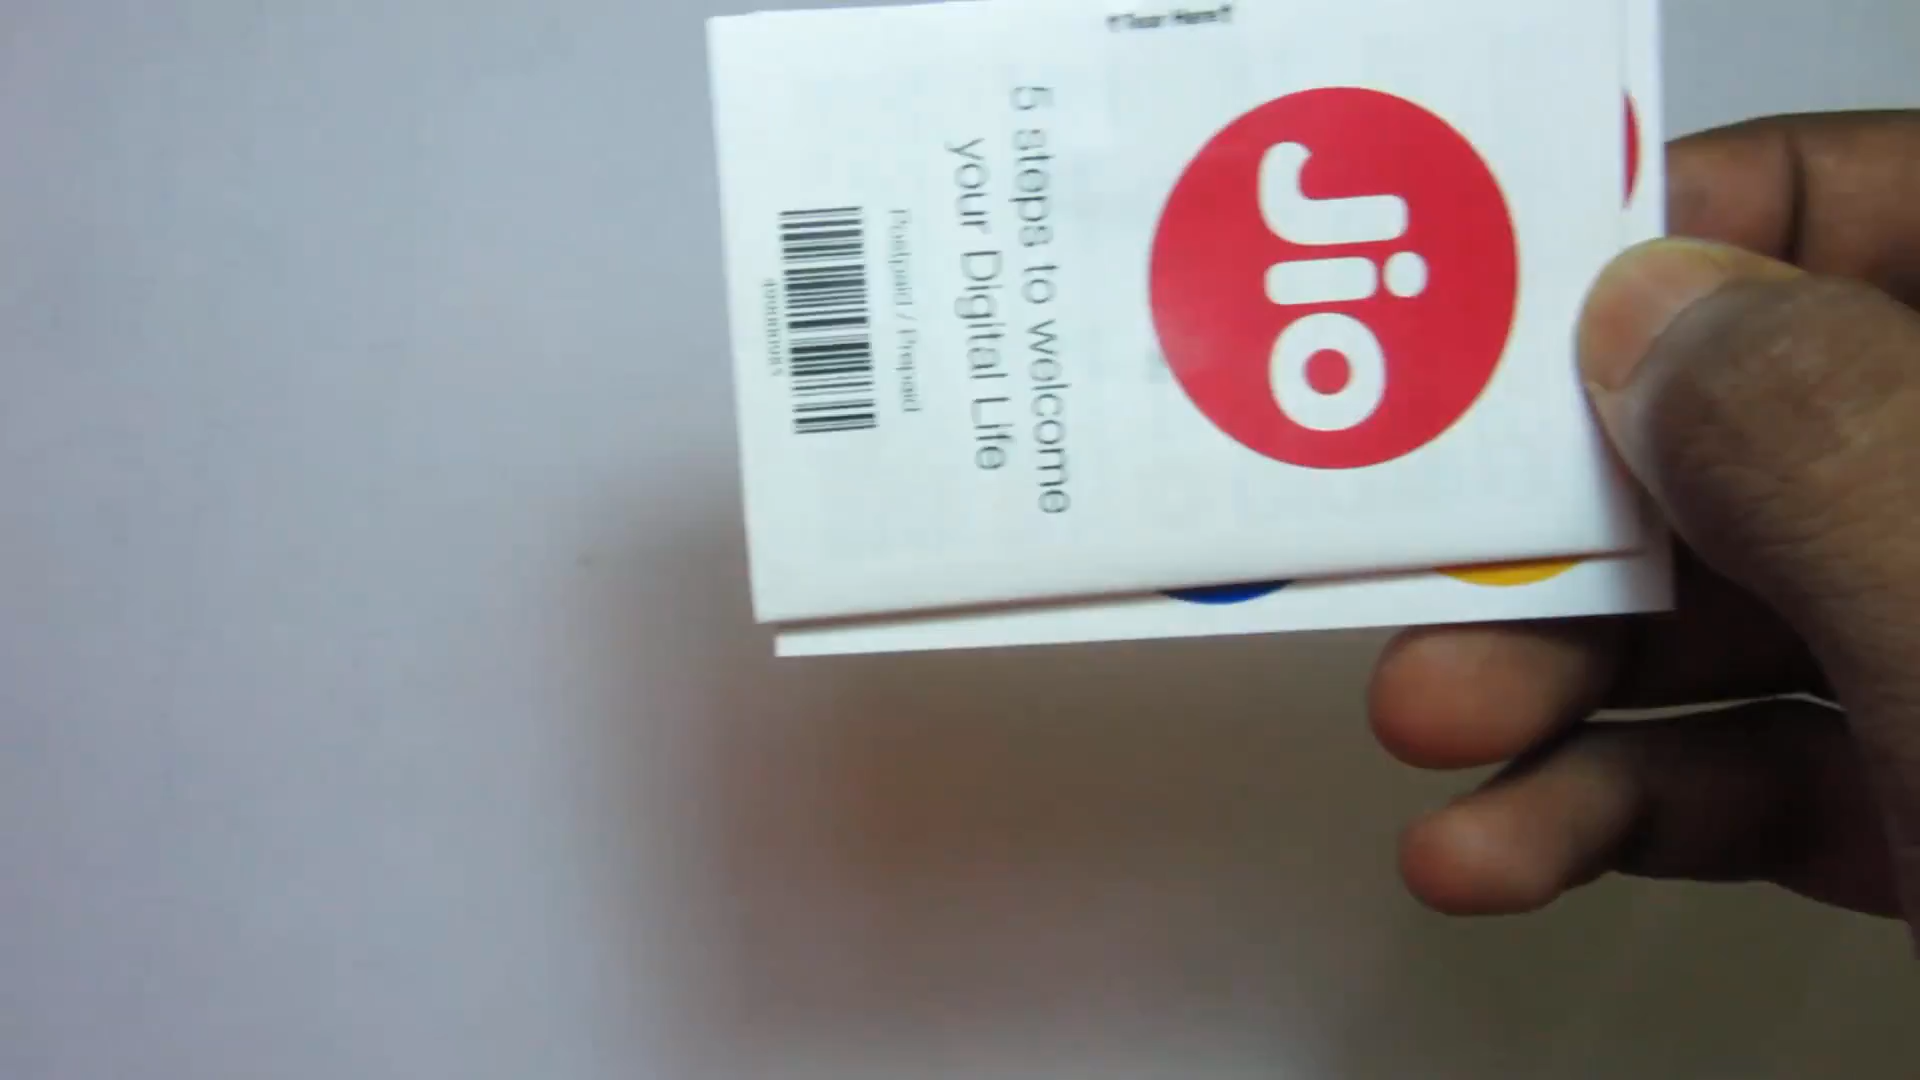 Tear Here
Jio
5 steps to welcome
your Digital Life
Postpaid / Prepaid